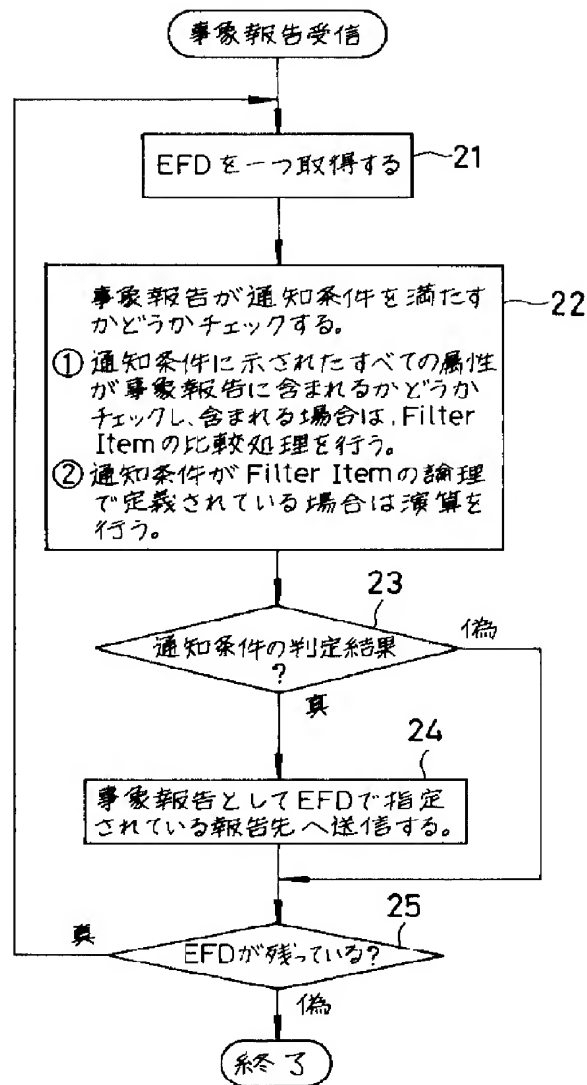 事象報告受信
EFDを一つ取得する
21
事象報告が通知条件を満たす
かどうかチェックする。
22
① 通知条件に示されたすべての属性
が事象報告に含まれるかどうか
チェックし、含まれる場合は、Filter
Itemの比較処理を行う。
② 通知条件がFilter Itemの論理
で定義されている場合は演算を
行う。
23
通知条件の判定結果
?
偽
真
24
事象報告としてEFDで指定
されている報告先へ送信する。
25
真
EFDが残っている?
偽
終了